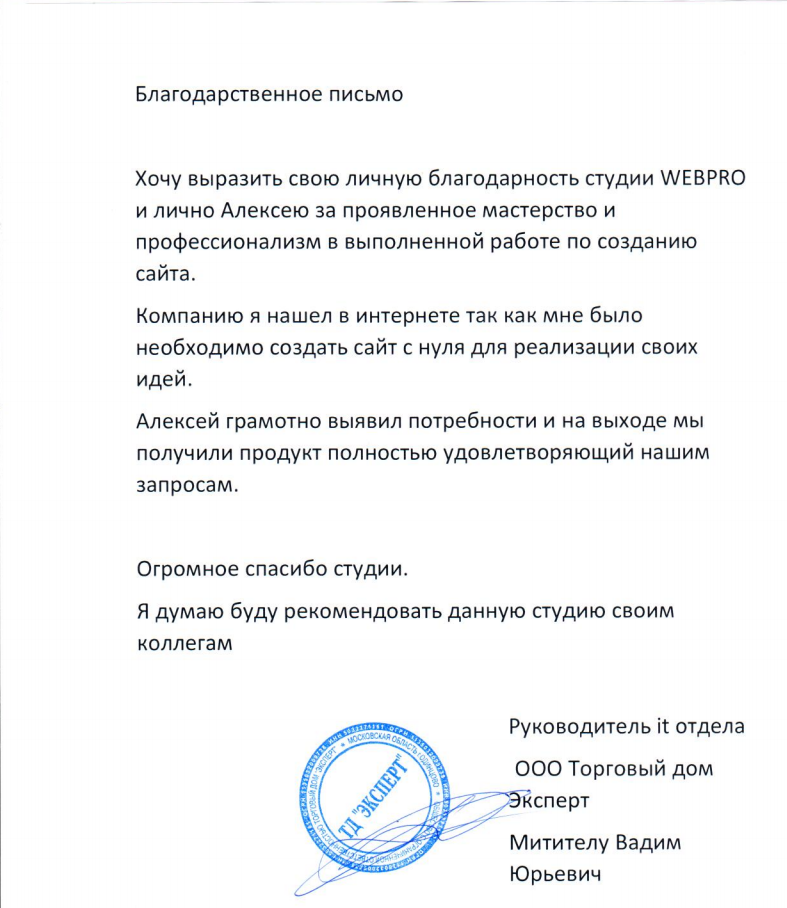 Благодарственное письмо
Хочу выразить свою личную благодарность студии WEBPRO
и лично Алексею за проявленное мастерство и
профессионализм в выполненной работе по созданию
сайта.
Компанию я нашел в интернете так как мне было
необходимо создать сайт с нуля для реализации своих
идей.
Алексей грамотно выявил потребности и на выходе мы
получили продукт полностью удовлетворяющий нашим
запросам.
Огромное спасибо студии.
Я думаю буду рекомендовать данную студию своим
коллегам
Руководитель it отдела
ООО Торговый дом
Эксперт
Митителу Вадим
Юрьевич
ТД "ЭКСПЕРТ"
МОСКОВСКАЯ ОБЛАСТЬ
ТОРГОВЫЙ ДОМ "ЭКСПЕРТ"